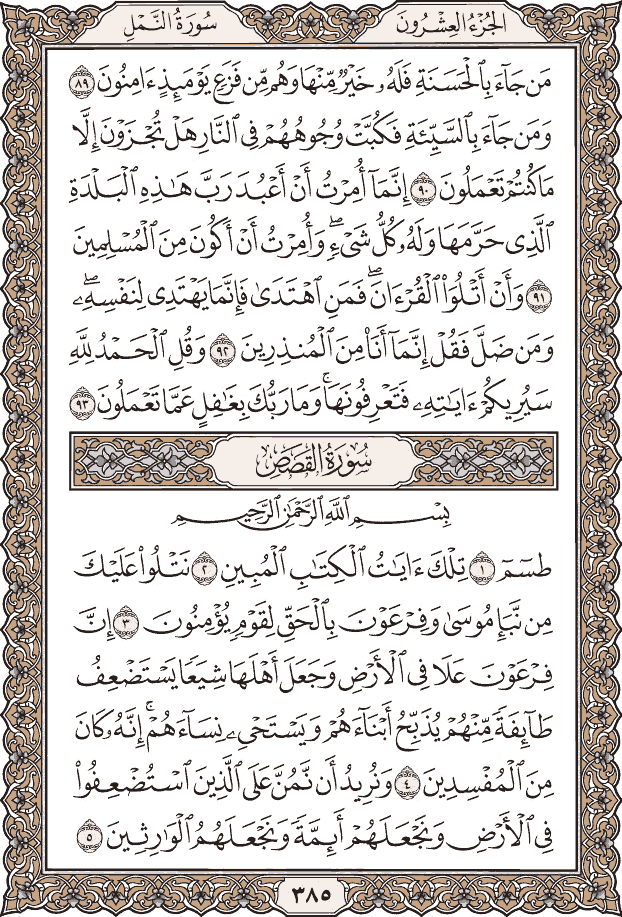 الجُزْءُ العِشْرُونَ
سُورَةُ النَّمْلِ
مَن جَآءَ بِٱلْحَسَنَةِ فَلَهُۥ خَيْرٌ مِّنْهَا وَهُم مِّن فَزَعٍ يَوْمَئِذٍ ءَامِنُونَ ٨٩
وَمَن جَآءَ بِٱلسَّيِّئَةِ فَكُبَّتْ وُجُوهُهُمْ فِى ٱلنَّارِ هَلْ تُجْزَوْنَ إِلَّا
مَا كُنتُمْ تَعْمَلُونَ ٩٠ إِنَّمَآ أُمِرْتُ أَنْ أَعْبُدَ رَبَّ هَٰذِهِ ٱلْبَلْدَةِ
ٱلَّذِى حَرَّمَهَا وَلَهُۥ كُلُّ شَىْءٍۖ وَأُمِرْتُ أَنْ أَكُونَ مِنَ ٱلْمُسْلِمِينَ
٩١ وَأَنْ أَتْلُوَا۟ ٱلْقُرْءَانَۖ فَمَنِ ٱهْتَدَىٰ فَإِنَّمَا يَهْتَدِى لِنَفْسِهِۦۖ
وَمَن ضَلَّ فَقُلْ إِنَّمَآ أَنَا۠ مِنَ ٱلْمُنذِرِينَ ٩٢ وَقُلِ ٱلْحَمْدُ لِلَّهِ
سَيُرِيكُمْ ءَايَٰتِهِۦ فَتَعْرِفُونَهَاۚ وَمَا رَبُّكَ بِغَٰفِلٍ عَمَّا تَعْمَلُونَ ٩٣
سُورَةُ القَصَصِ
بِسْمِ ٱللَّهِ ٱلرَّحْمَٰنِ ٱلرَّحِيمِ
طسٓمٓ ١ تِلْكَ ءَايَٰتُ ٱلْكِتَٰبِ ٱلْمُبِينِ ٢ نَتْلُوا۟ عَلَيْكَ
مِن نَّبَإِ مُوسَىٰ وَفِرْعَوْنَ بِٱلْحَقِّ لِقَوْمٍ يُؤْمِنُونَ ٣ إِنَّ
فِرْعَوْنَ عَلَا فِى ٱلْأَرْضِ وَجَعَلَ أَهْلَهَا شِيَعًا يَسْتَضْعِفُ
طَآئِفَةً مِّنْهُمْ يُذَبِّحُ أَبْنَآءَهُمْ وَيَسْتَحْىِۦ نِسَآءَهُمْۚ إِنَّهُۥ كَانَ
مِنَ ٱلْمُفْسِدِينَ ٤ وَنُرِيدُ أَن نَّمُنَّ عَلَى ٱلَّذِينَ ٱسْتُضْعِفُوا۟
فِى ٱلْأَرْضِ وَنَجْعَلَهُمْ أَئِمَّةً وَنَجْعَلَهُمُ ٱلْوَٰرِثِينَ ٥
٣٨٥